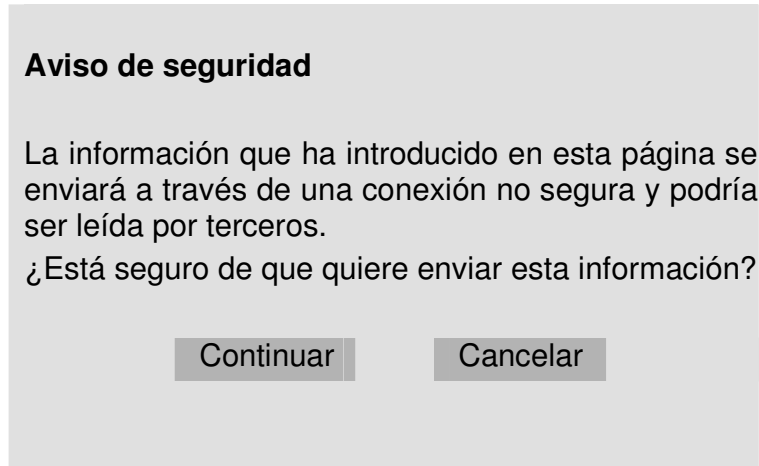 Aviso de seguridad
La información que ha introducido en esta página se
enviará a través de una conexión no segura y podría
ser leída por terceros.
¿Está seguro de que quiere enviar esta información?
Continuar
Cancelar